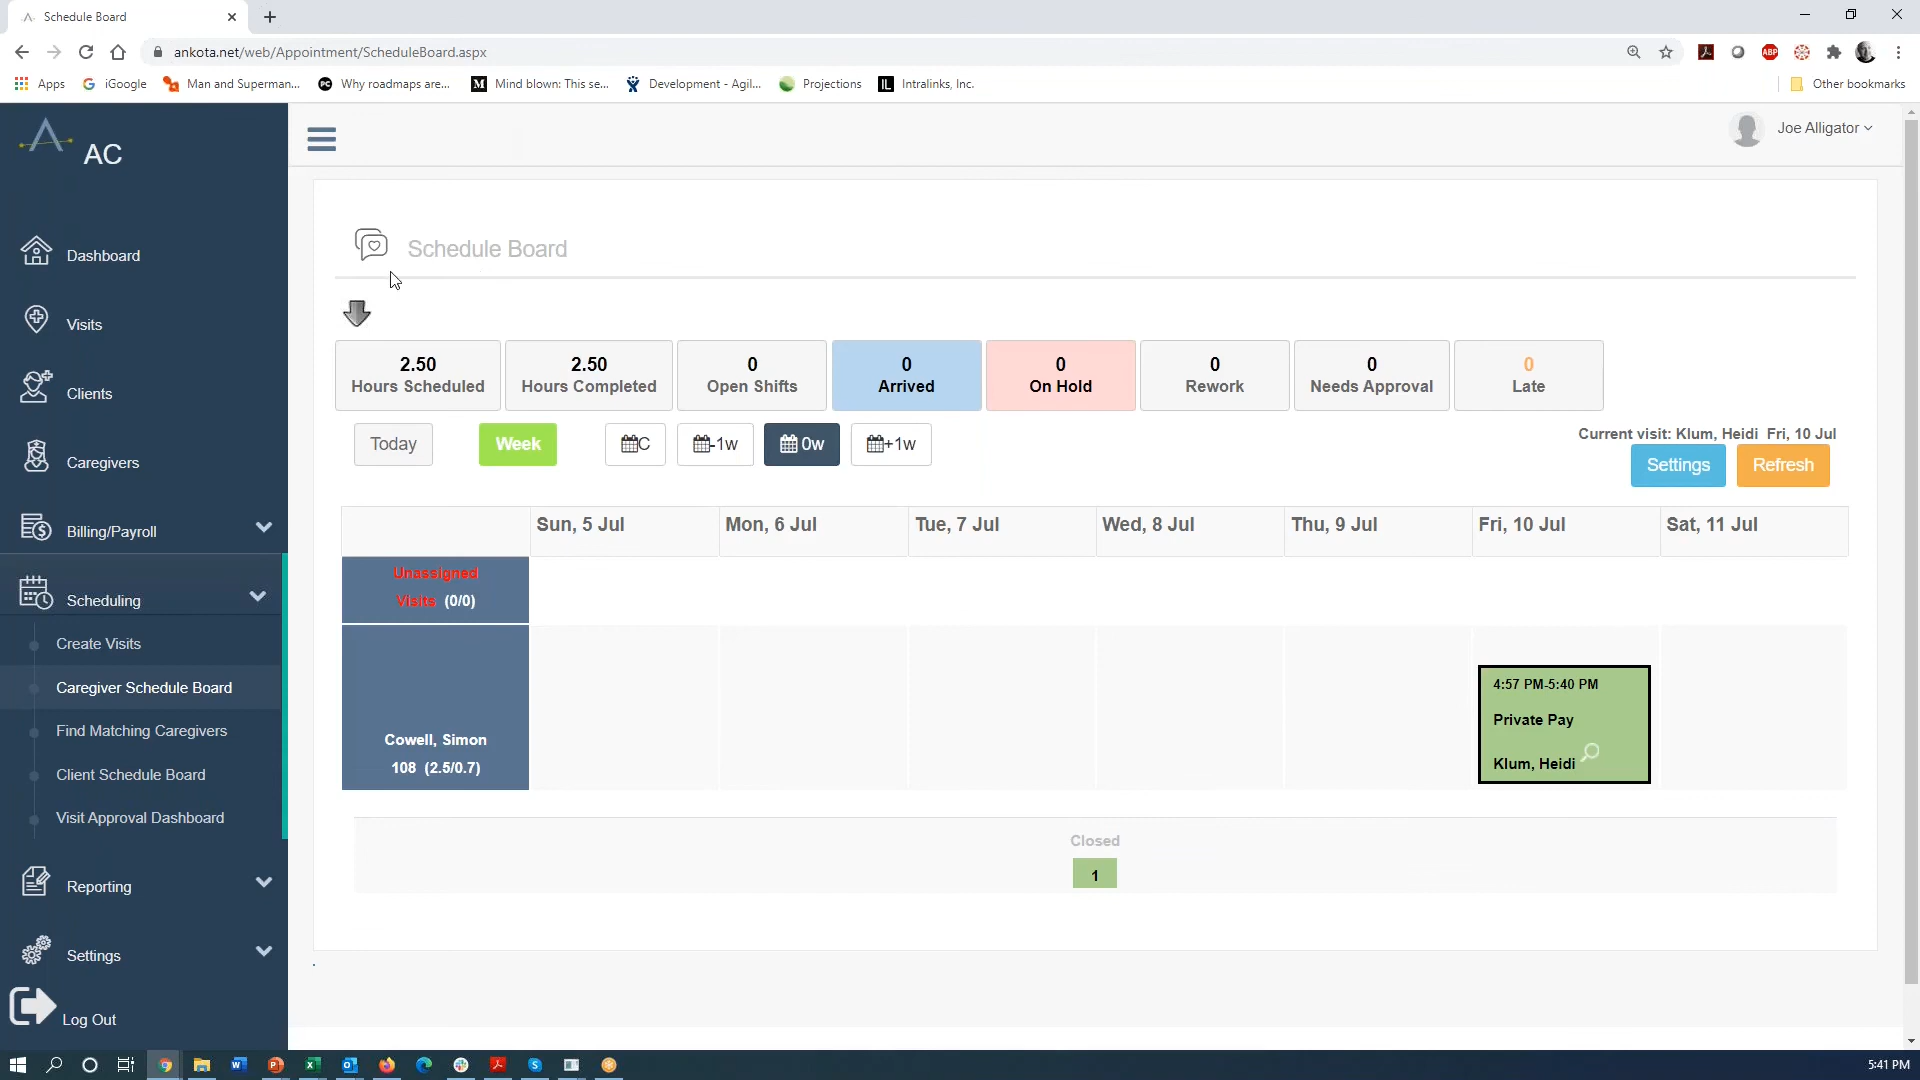 Schedule Board
ankota.net/web/Appointment/ScheduleBoard.aspx
ABP
Apps
iGoogle
Man and Superman...
PC
Why roadmaps are...
M
Mind blown: This se...
Development - Agil...
Projections
IL
Intralinks, Inc.
Other bookmarks
AC
Joe Alligator
Dashboard
Visits
Clients
Caregivers
Billing/Payroll
Scheduling
Create Visits
Caregiver Schedule Board
Find Matching Caregivers
Client Schedule Board
Visit Approval Dashboard
Reporting
Settings
Log Out
Schedule Board
2.50
Hours Scheduled
2.50
Hours Completed
0
Open Shifts
0
Arrived
0
On Hold
0
Rework
0
Needs Approval
0
Late
Today
Week
C
-1w
0w
+1w
Current visit: Klum, Heidi Fri, 10 Jul
Settings
Refresh
Sun, 5 Jul
Mon, 6 Jul
Tue, 7 Jul
Wed, 8 Jul
Thu, 9 Jul
Fri, 10 Jul
Sat, 11 Jul
Unassigned
Visits (0/0)
Cowell, Simon
108 (2.5/0.7)
4:57 PM-5:40 PM
Private Pay
Klum, Heidi
Closed
1
.
5:41 PM